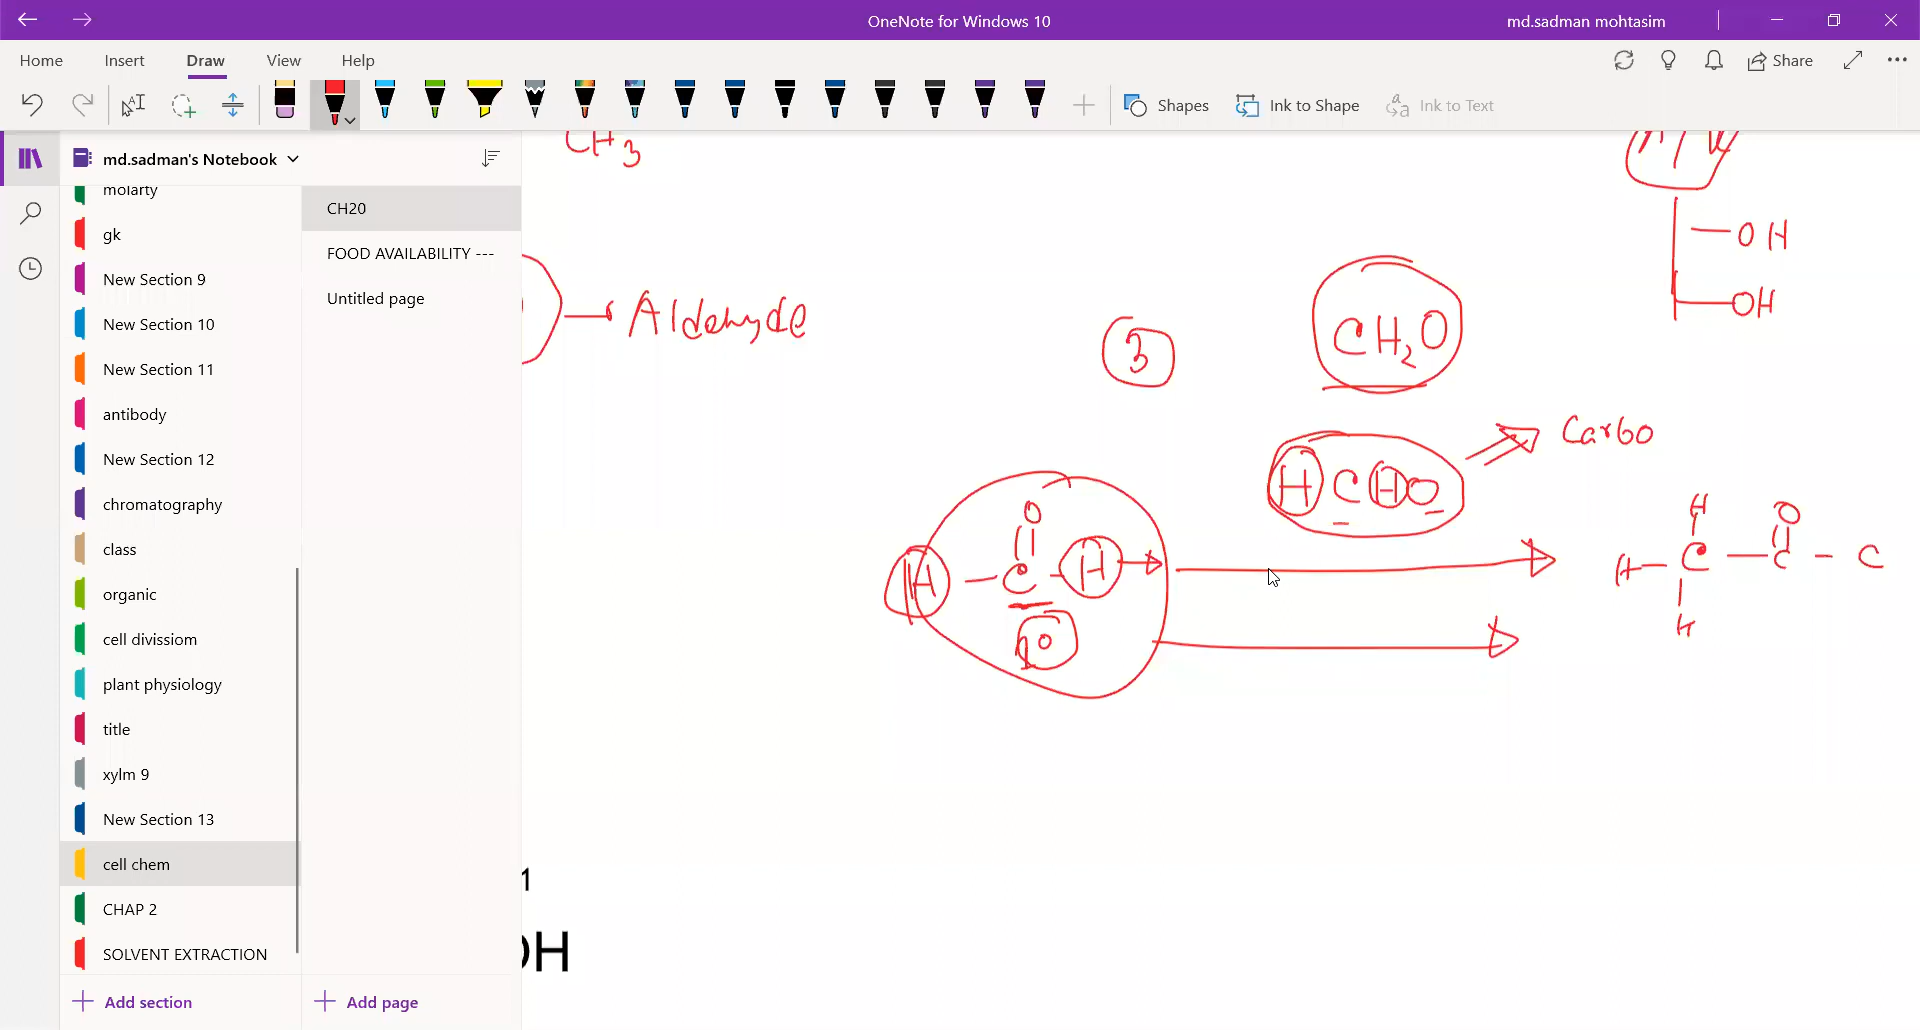 OneNote for Windows 10
md.sadman mohtasim
Home Insert Draw View Help
Share
Shapes Ink to Shape Ink to Text
md.sadman's Notebook
molarty
gk
New Section 9
New Section 10
New Section 11
antibody
New Section 12
chromatography
class
organic
cell divissiom
plant physiology
title
xylm 9
New Section 13
cell chem
CHAP 2
SOLVENT EXTRACTION
Add section
CH20
FOOD AVAILABILITY ---
Untitled page
Add page
CH3
Aldehyde
3
CH2O
OH
OH
HCHO
Carbo
O
H C H
1°
H O
H C C C
H
1
OH